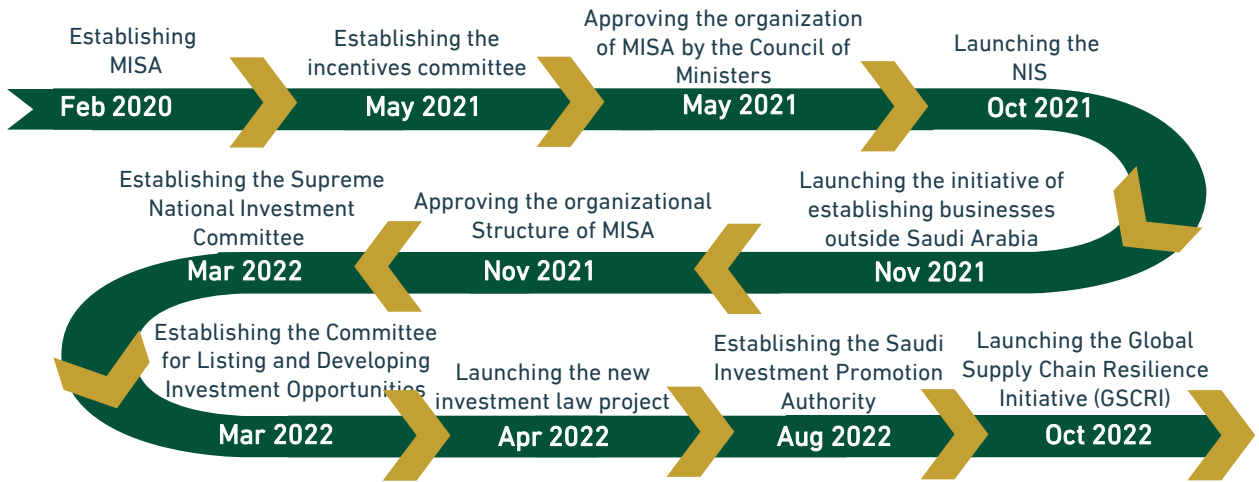 Establishing
MISA
Feb 2020
Establishing the
incentives committee
May 2021
Approving the organization
of MISA by the Council of
Ministers
May 2021
Launching the
NIS
Oct 2021
Launching the initiative of
establishing businesses
outside Saudi Arabia
Nov 2021
Approving the organizational
Structure of MISA
Nov 2021
Establishing the Supreme
National Investment
Committee
Mar 2022
Establishing the Committee
for Listing and Developing
Investment Opportunities
Mar 2022
Launching the new
investment law project
Apr 2022
Establishing the Saudi
Investment Promotion
Authority
Aug 2022
Launching the Global
Supply Chain Resilience
Initiative (GSCRI)
Oct 2022